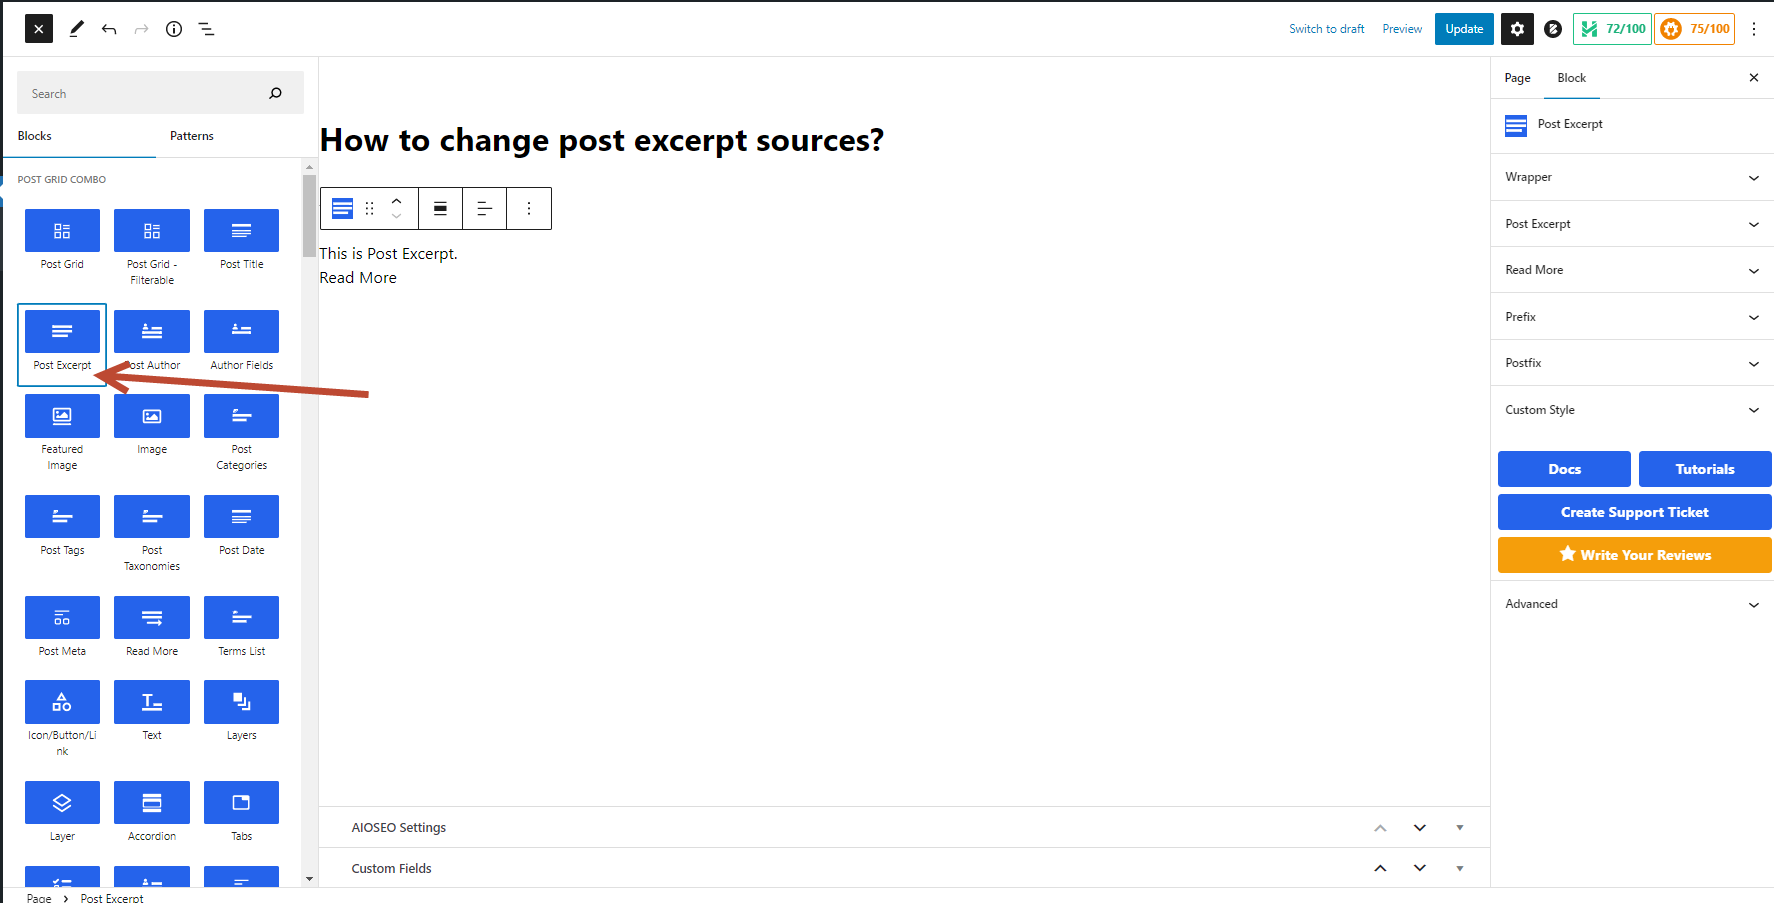 Switch to draft
Preview
Update
72/100
75/100
Search
Blocks
Patterns
POST GRID COMBO
Post Grid
Post Grid -
Filterable
Post Title
Post Excerpt
ost Author
Author Fields
Featured
Image
Image
Post
Categories
Post Tags
Post
Taxonomies
Post Date
Post Meta
Read More
Terms List
Icon/Button/Li
nk
Text
Layers
Layer
Accordion
Tabs
How to change post excerpt sources?
This is Post Excerpt.
Read More
AIOSEO Settings
Custom Fields
Page
Block
Post Excerpt
Wrapper
Post Excerpt
Read More
Prefix
Postfix
Custom Style
Docs
Tutorials
Create Support Ticket
Write Your Reviews
Advanced
Page
Post Excerpt